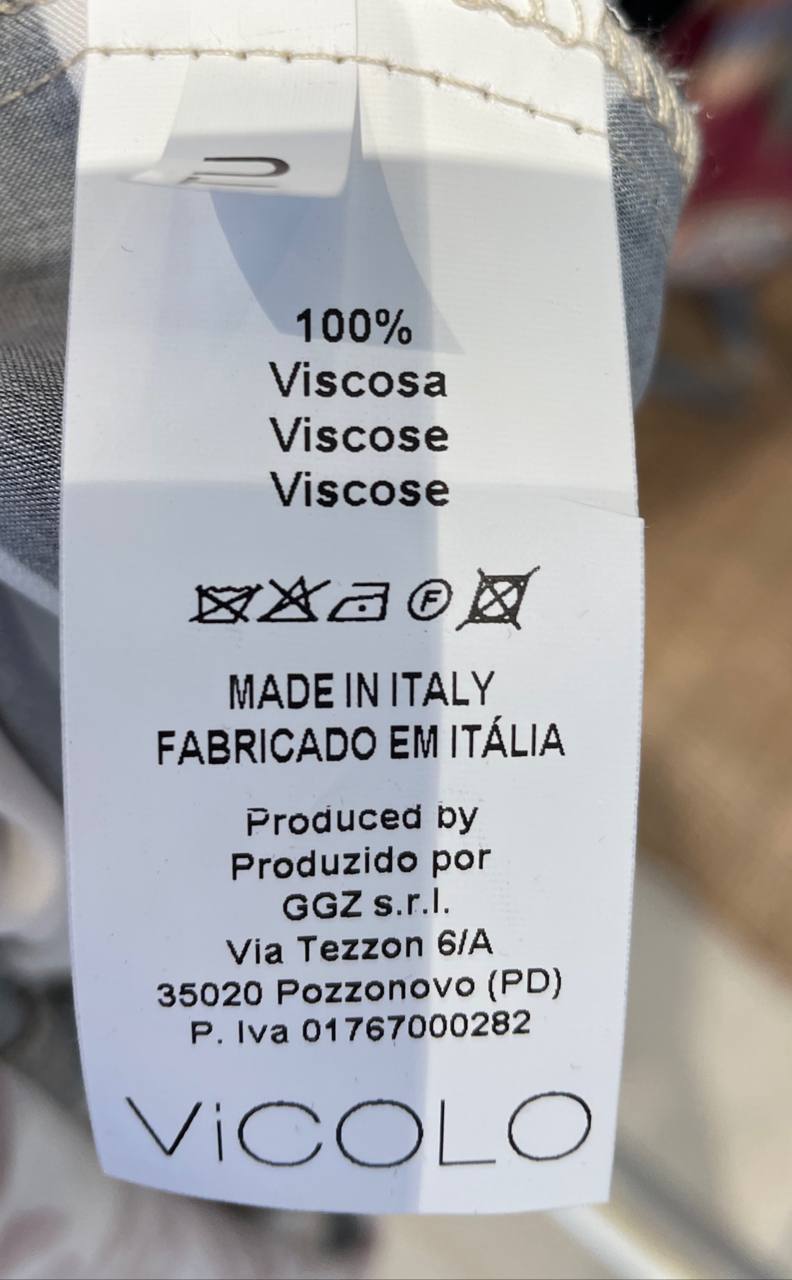 100%
Viscosa
Viscose
Viscose
F
MADE IN ITALY
FABRICADO EM ITÁLIA
Produced by
Produzido por
GGZ s.r.l.
Via Tezzon 6/A
35020 Pozzonovo (PD)
P. Iva 01767000282
ViCOLO